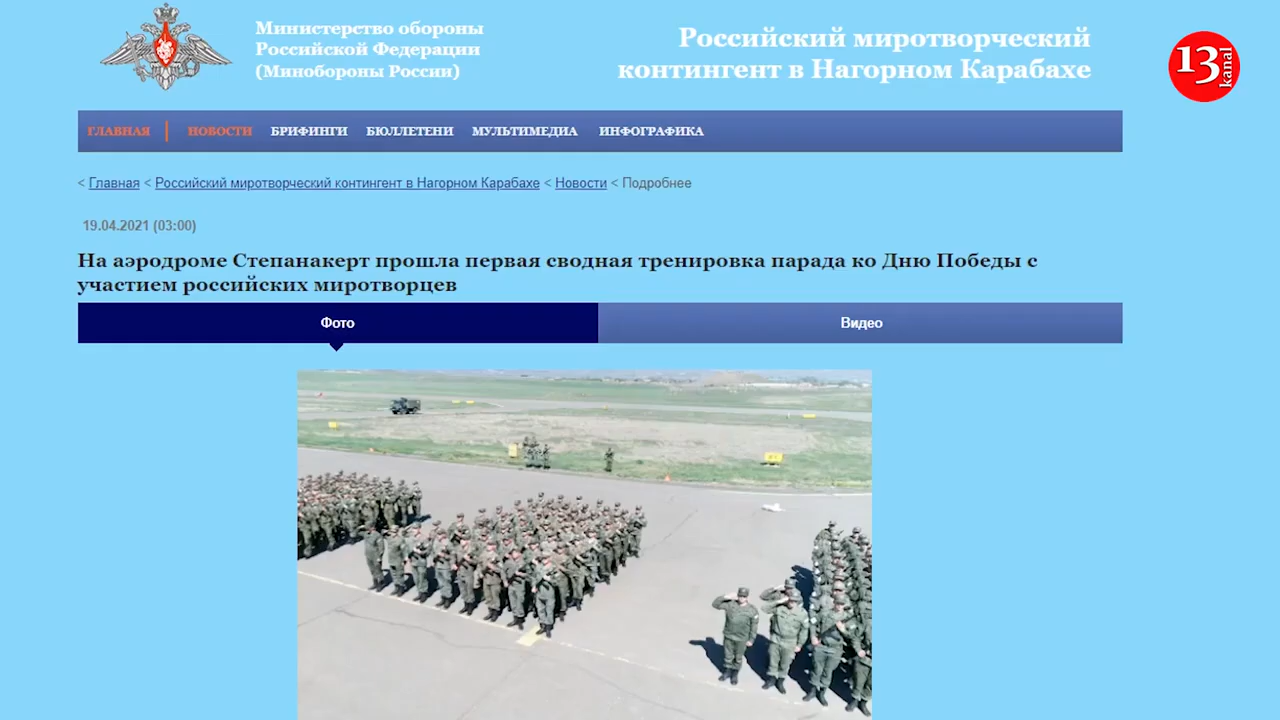 Министерство обороны
Российской Федерации
(Минобороны России)
Российский миротворческий
контингент в Нагорном Карабахе
13 kanal
ГЛАВНАЯ НОВОСТИ БРИФИНГИ БЮЛЛЕТЕНИ МУЛЬТИМЕДИА ИНФОГРАФИКА
< Главная < Российский миротворческий контингент в Нагорном Карабахе < Новости < Подробнее
19.04.2021 (03:00)
На аэродроме Степанакерт прошла первая сводная тренировка парада ко Дню Победы с
участием российских миротворцев
Фото Видео